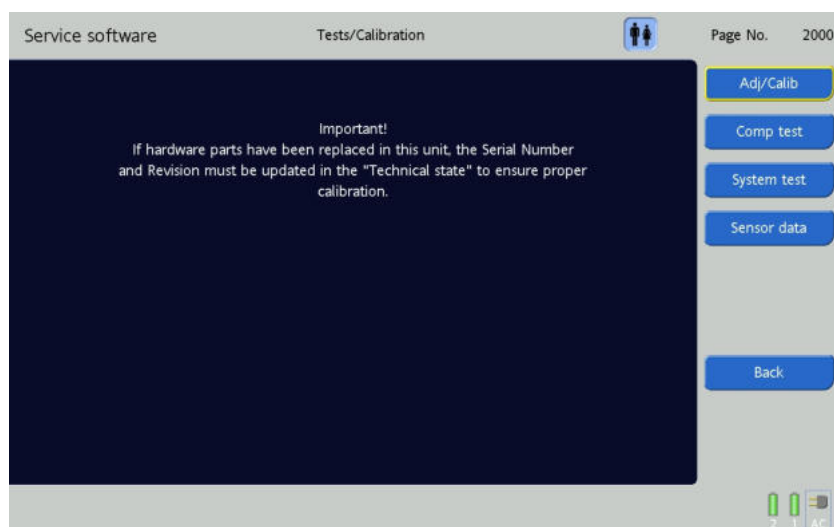 Service software
Tests/Calibration
Page No. 2000
Important!
If hardware parts have been replaced in this unit, the Serial Number
and Revision must be updated in the "Technical state" to ensure proper
calibration.
Adj/Calib
Comp test
System test
Sensor data
Back
2 1 AC